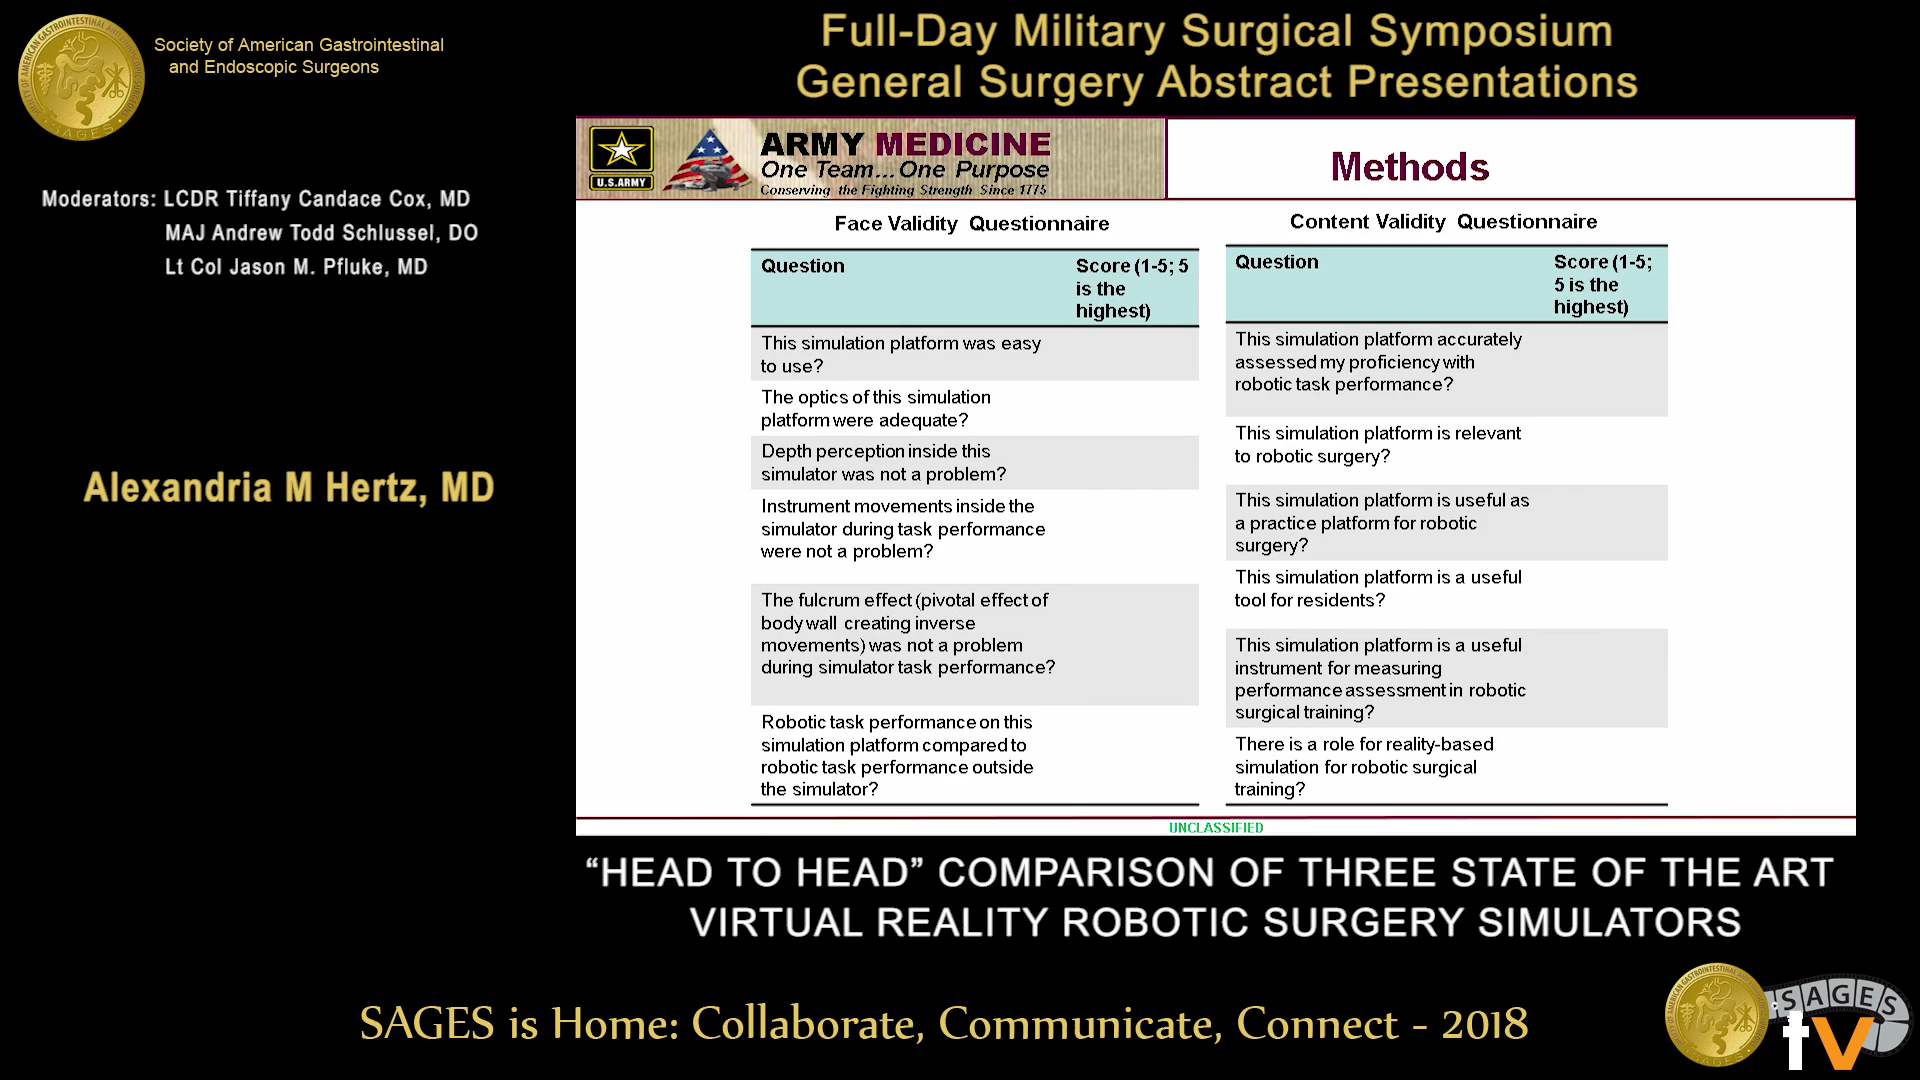 Society of American Gastrointestinal
and Endoscopic Surgeons
Full-Day Military Surgical Symposium
General Surgery Abstract Presentations
Moderators: LCDR Tiffany Candace Cox, MD
MAJ Andrew Todd Schlussel, DO
Lt Col Jason M. Pfluke, MD
Alexandria M Hertz, MD
U.S.ARMY
ARMY MEDICINE
One Team...One Purpose
Conserving the Fighting Strength Since 1775
Methods
Face Validity Questionnaire
Question
Score (1-5; 5
is the
highest)
This simulation platform was easy
to use?
The optics of this simulation
platform were adequate?
Depth perception inside this
simulator was not a problem?
Instrument movements inside the
simulator during task performance
were not a problem?
The fulcrum effect (pivotal effect of
body wall creating inverse
movements) was not a problem
during simulator task performance?
Robotic task performance on this
simulation platform compared to
robotic task performance outside
the simulator?
Content Validity Questionnaire
Question
Score (1-5;
5 is the
highest)
This simulation platform accurately
assessed my proficiency with
robotic task performance?
This simulation platform is relevant
to robotic surgery?
This simulation platform is useful as
a practice platform for robotic
surgery?
This simulation platform is a useful
tool for residents?
This simulation platform is a useful
instrument for measuring
performance assessment in robotic
surgical training?
There is a role for reality-based
simulation for robotic surgical
training?
UNCLASSIFIED
“HEAD TO HEAD” COMPARISON OF THREE STATE OF THE ART
VIRTUAL REALITY ROBOTIC SURGERY SIMULATORS
SAGES is Home: Collaborate, Communicate, Connect - 2018
SAGES
tv